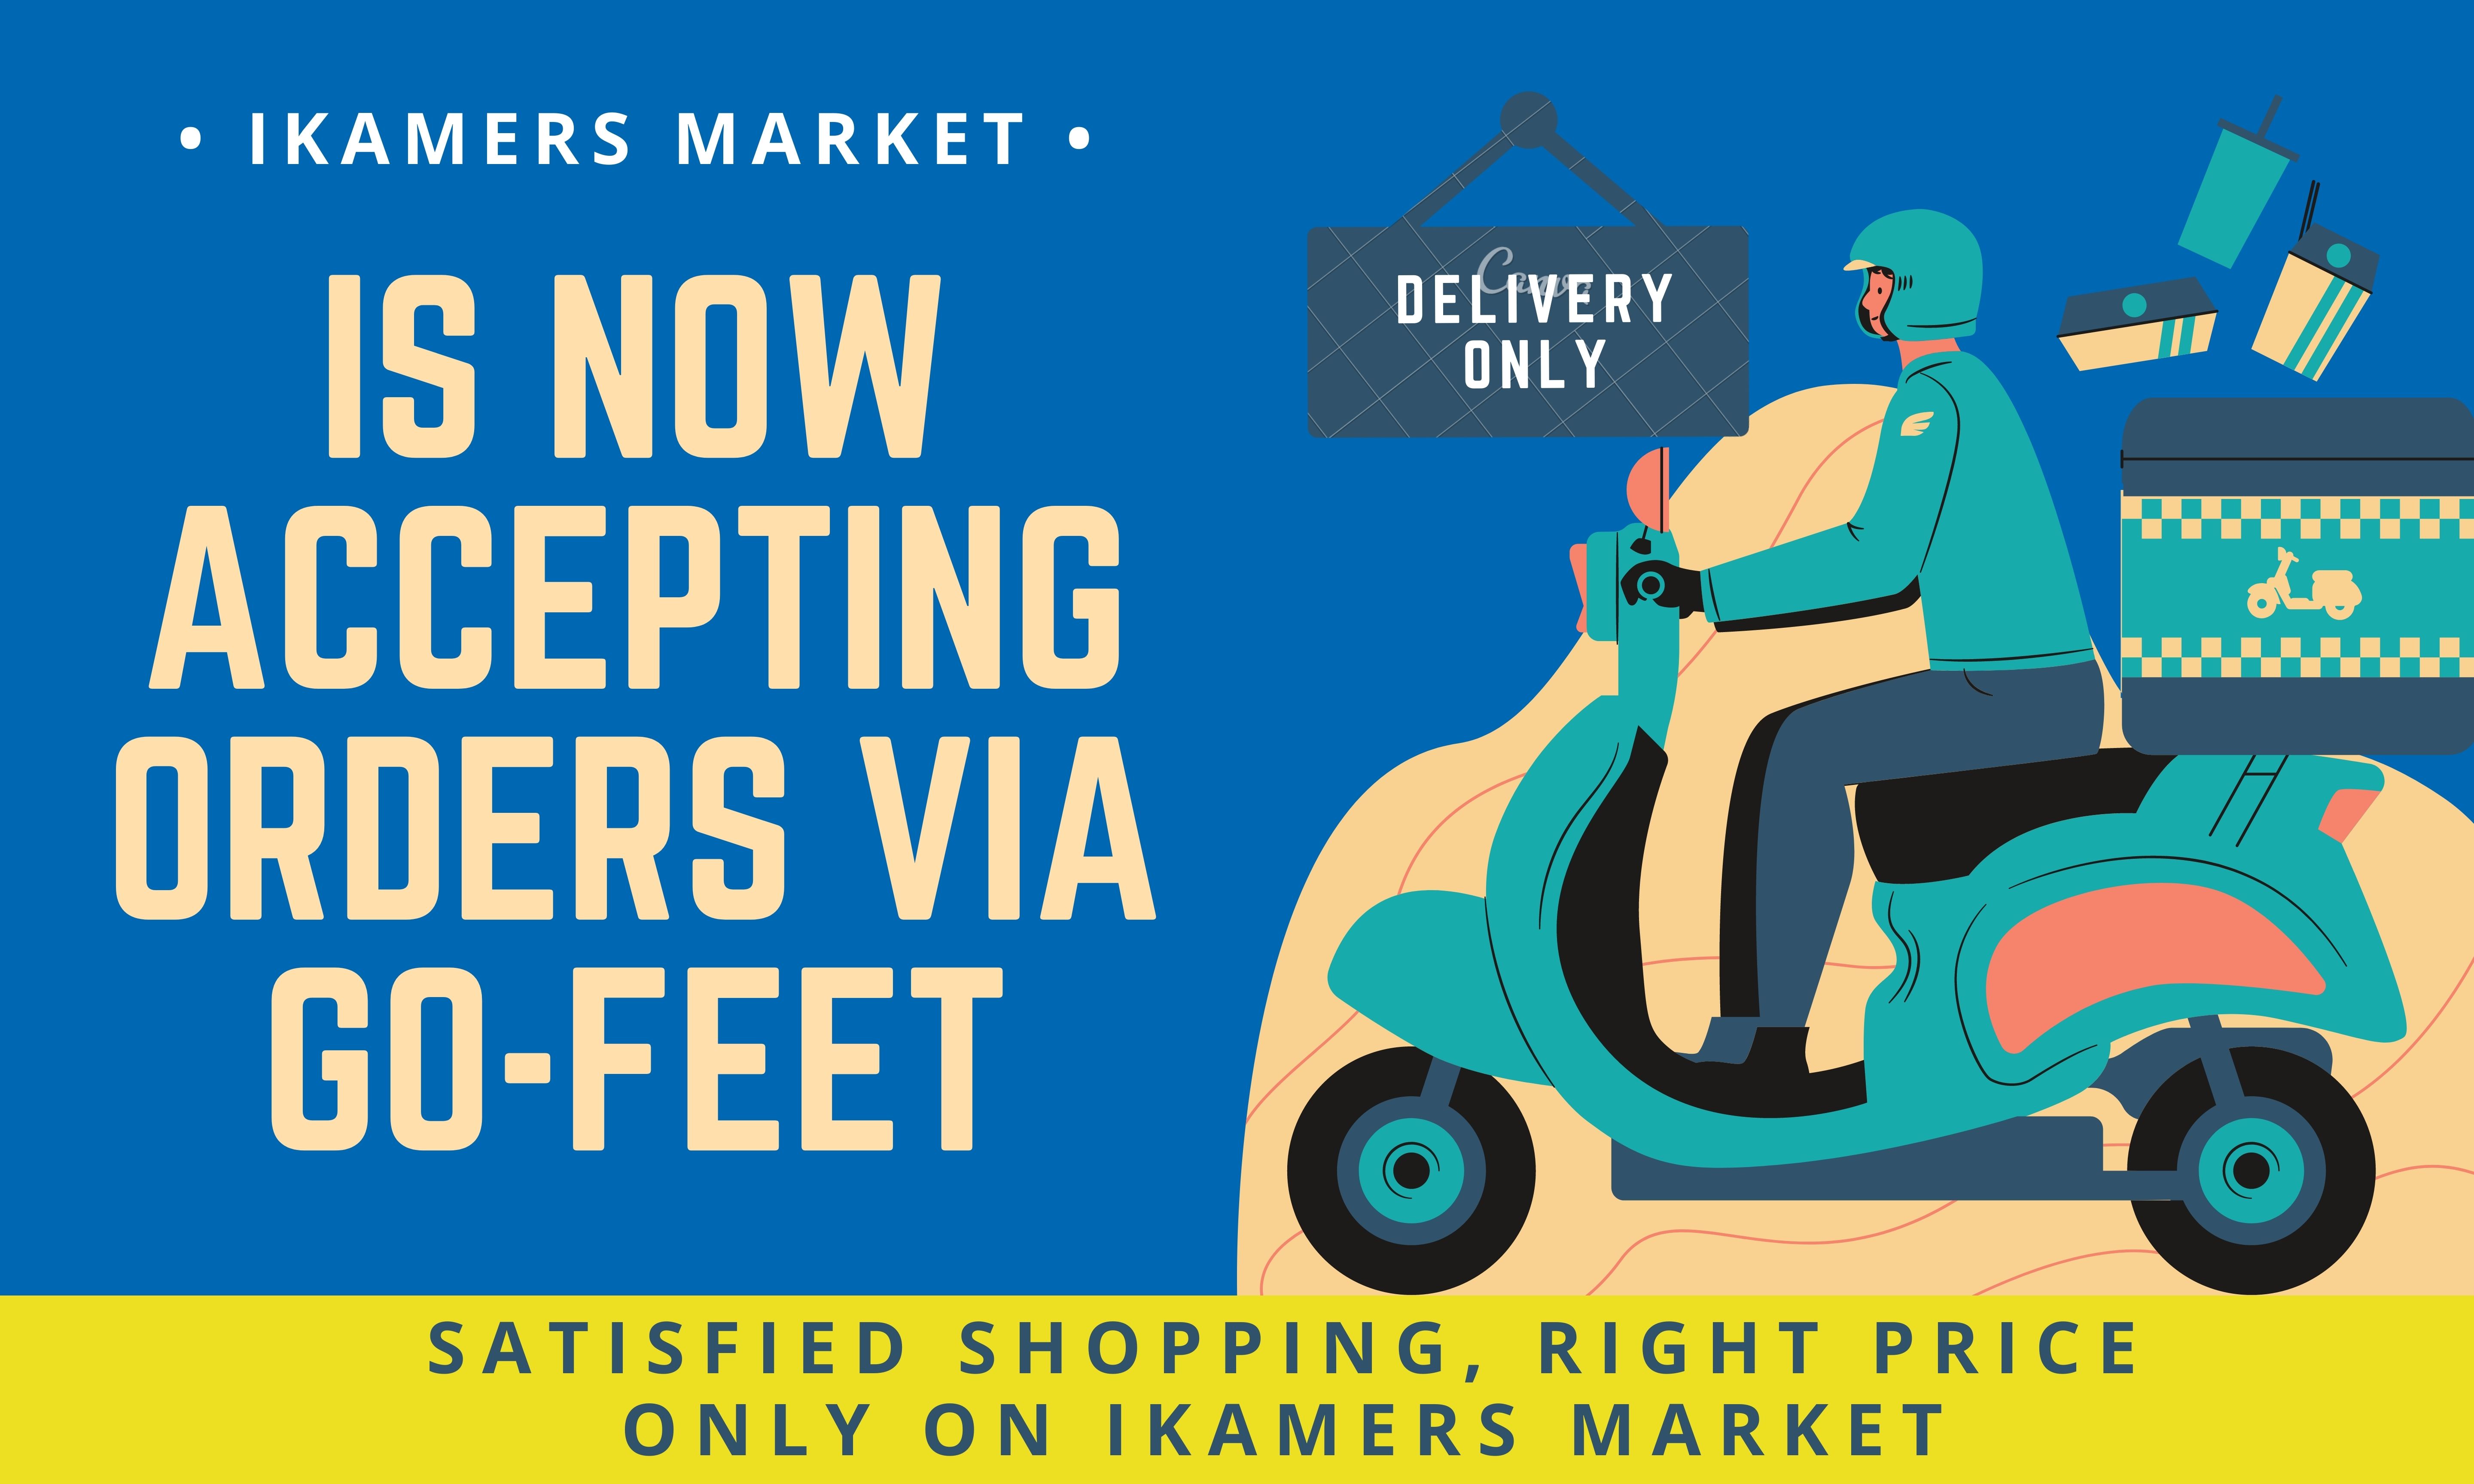 • IKAMERS MARKET •
IS NOW
ACCEPTING
ORDERS VIA
GO-FEET
Canva
DELIVERY
ONLY
SATISFIED SHOPPING, RIGHT PRICE
ONLY ON IKAMERS MARKET